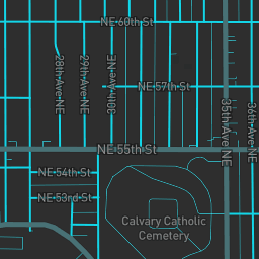 NE 60th St
28th Ave NE
29th Ave NE
30th Ave NE
NE 57th St
35th Ave NE
36th Ave NE
NE 55th St
NE 54th St
NE 53rd St
Calvary Catholic
Cemetery